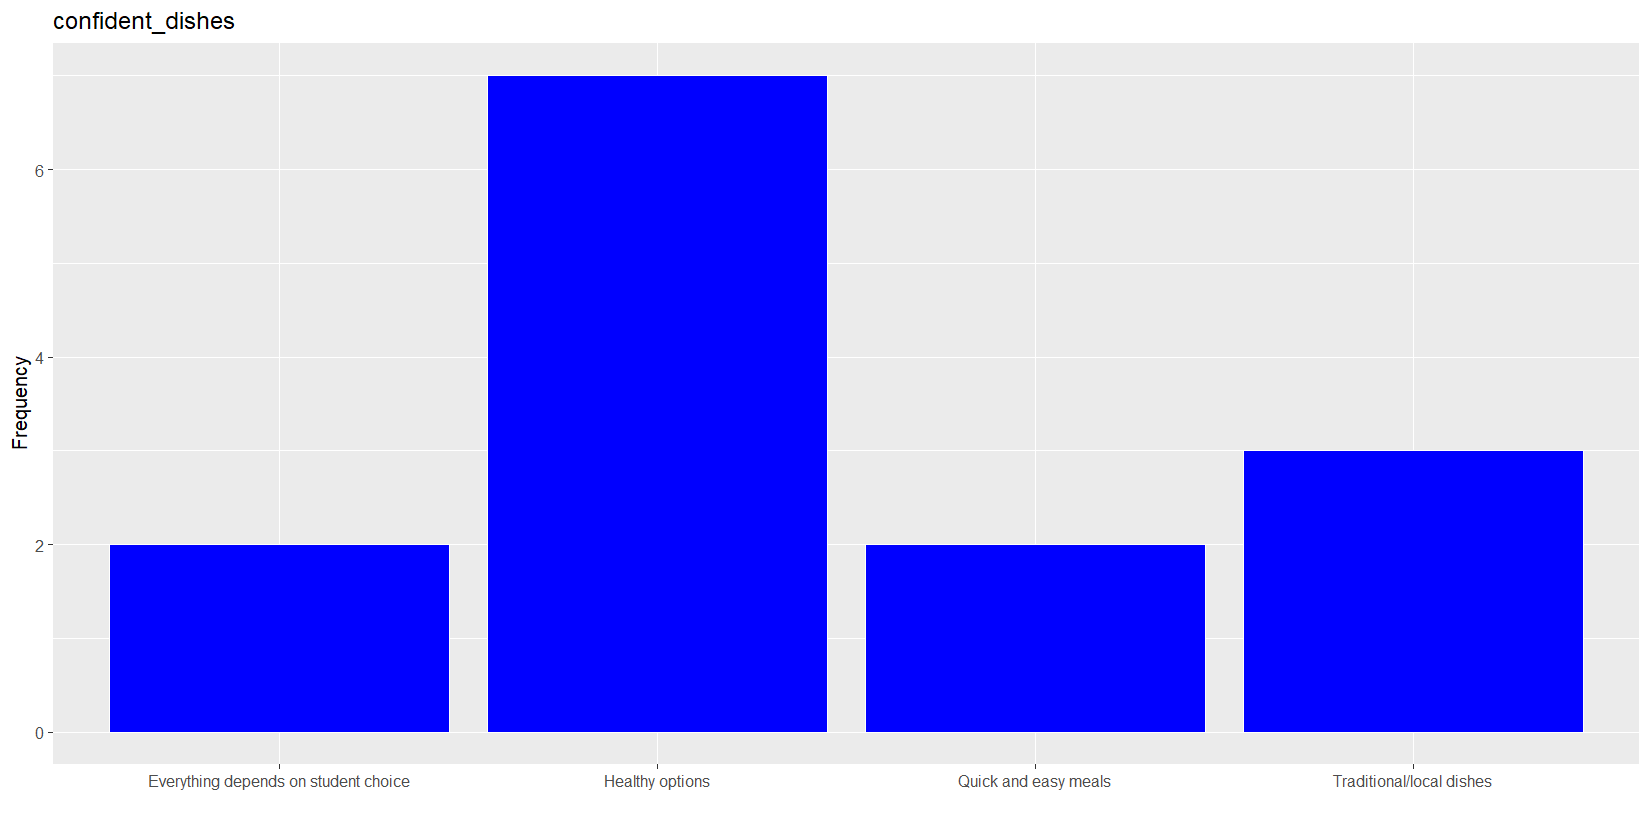 confident_dishes
Frequency
6
4
2
0
Everything depends on student choice
Healthy options
Quick and easy meals
Traditional/local dishes